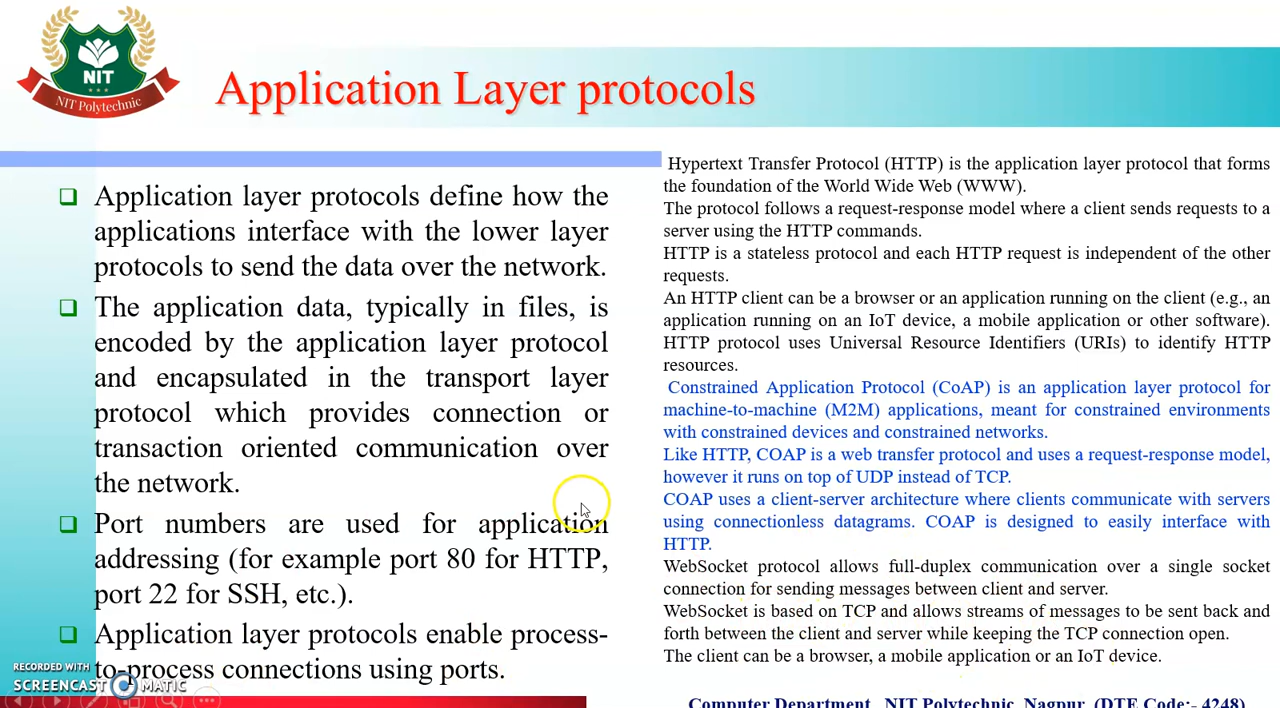 NIT
NIT Polytechnic
Application Layer protocols
Application layer protocols define how the
applications interface with the lower layer
protocols to send the data over the network.
The application data, typically in files, is
encoded by the application layer protocol
and encapsulated in the transport layer
protocol which provides connection or
transaction oriented communication over
the network.
Port numbers are used for application
addressing (for example port 80 for HTTP,
port 22 for SSH, etc.).
Application layer protocols enable process-
to-process connections using ports.
Hypertext Transfer Protocol (HTTP) is the application layer protocol that forms
the foundation of the World Wide Web (WWW).
The protocol follows a request-response model where a client sends requests to a
server using the HTTP commands.
HTTP is a stateless protocol and each HTTP request is independent of the other
requests.
An HTTP client can be a browser or an application running on the client (e.g., an
application running on an IoT device, a mobile application or other software).
HTTP protocol uses Universal Resource Identifiers (URIs) to identify HTTP
resources.
Constrained Application Protocol (CoAP) is an application layer protocol for
machine-to-machine (M2M) applications, meant for constrained environments
with constrained devices and constrained networks.
Like HTTP, COAP is a web transfer protocol and uses a request-response model,
however it runs on top of UDP instead of TCP.
COAP uses a client-server architecture where clients communicate with servers
using connectionless datagrams. COAP is designed to easily interface with
HTTP.
WebSocket protocol allows full-duplex communication over a single socket
connection for sending messages between client and server.
WebSocket is based on TCP and allows streams of messages to be sent back and
forth between the client and server while keeping the TCP connection open.
The client can be a browser, a mobile application or an IoT device.
RECORDED WITH
SCREENCAST MATIC
Computer Department, NIT Polytechnic, Nagpur (DTE Code:- 4248)